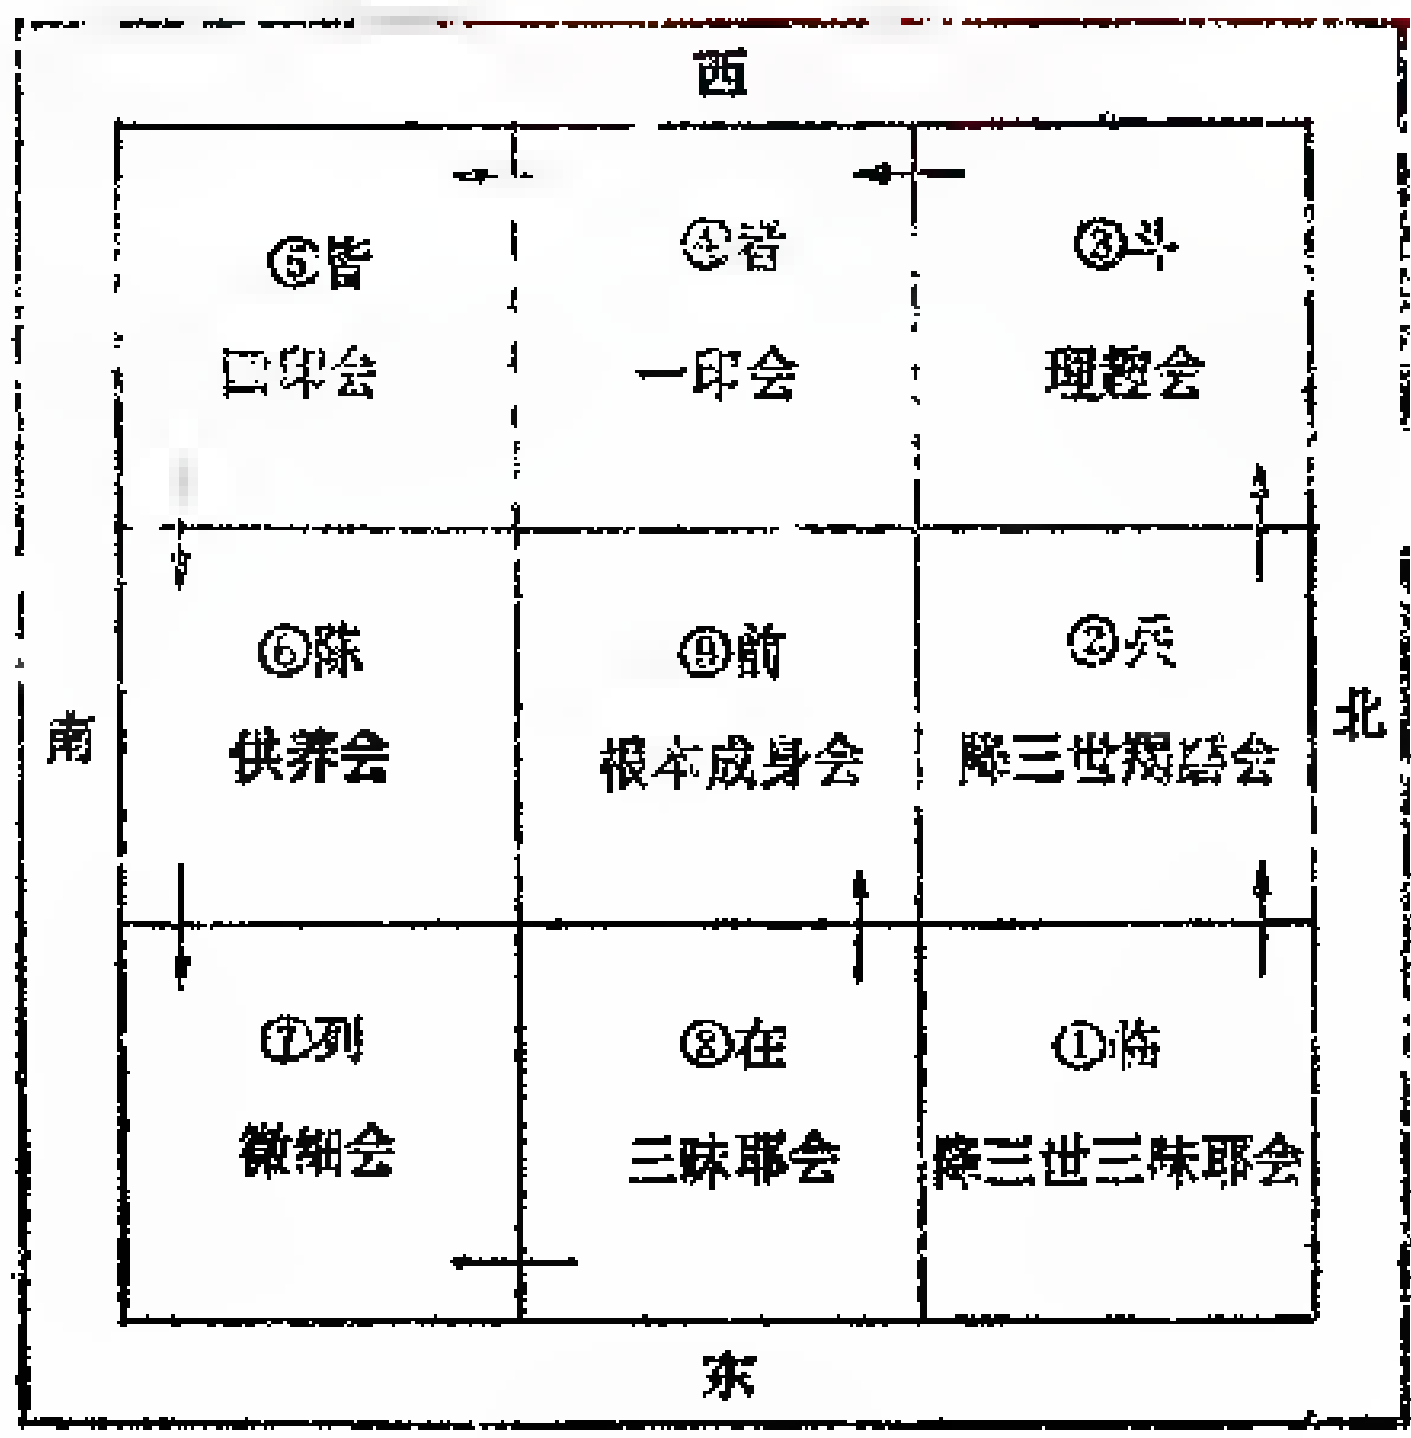 西
⑤皆
四印会
④者
一印会
③斗
理趣会
南
⑥陈
供养会
⑨前
根本成身会
②兵
降三世羯磨会
北
⑦列
微细会
⑧在
三昧耶会
①临
降三世三昧耶会
东